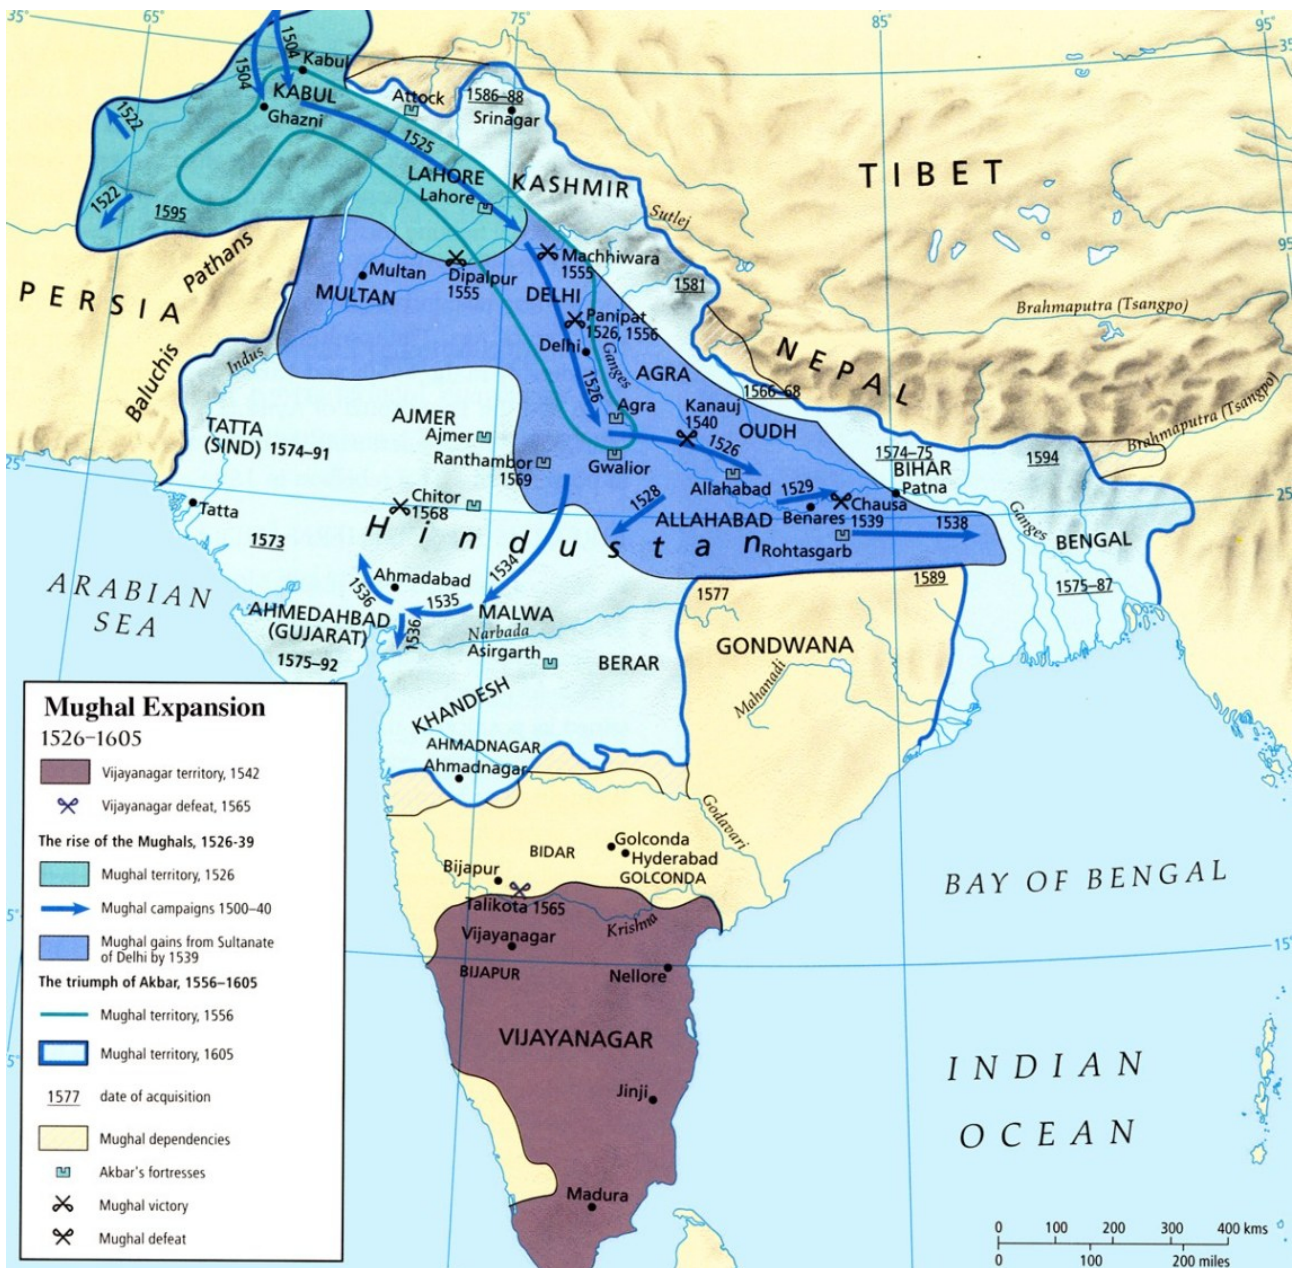 35°
65°
75°
85°
95°
35
1504
1504
Kabul
KABUL
Ghazni
1522
1522
1595
Attock
1525
1586–88
Srinagar
LAHORE
Lahore
KASHMIR
TIBET
Sutlej
95
Pathans
PERSIA
Baluchis
Multan
MULTAN
Dipalpur
1555
Machhiwara
1555
DELHI
1581
Panipat
1526, 1556
Delhi
Ganges
Brahmaputra (Tsangpo)
NEPAL
Indus
1526
AGRA
1566–68
Agra
Kanauj
1540
OUDH
1526
Brahmaputra (Tsangpo)
TATTA
(SIND) 1574–91
AJMER
Ajmer
Ranthambor
1569
Gwalior
Allahabad
1574–75
BIHAR
Patna
1594
25
25
Tatta
Chitor
1568
1528
1529
ALLAHABAD
Benares
Chausa
1539
1538
Rohtasgarb
Ganges
BENGAL
1573
Hindustan
1534
1589
1575–87
ARABIAN
SEA
Ahmadabad
1536
1535
1536
AHMEDAHBAD
(GUJARAT)
1575–92
MALWA
Narbada
Asirgarth
BERAR
1577
GONDWANA
Mahanadi
KHANDESH
AHMADNAGAR
Ahmadnagar
Godavari
Golconda
Hyderabad
GOLCONDA
BIDAR
Bijapur
Talikota 1565
Krishna
BAY OF BENGAL
5°
15°
Vijayanagar
BIJAPUR
Nellore
VIJAYANAGAR
Jinji
5°
Madura
INDIAN
OCEAN
Mughal Expansion
1526–1605
Vijayanagar territory, 1542
Vijayanagar defeat, 1565
The rise of the Mughals, 1526-39
Mughal territory, 1526
Mughal campaigns 1500–40
Mughal gains from Sultanate
of Delhi by 1539
The triumph of Akbar, 1556–1605
Mughal territory, 1556
Mughal territory, 1605
1577 date of acquisition
Mughal dependencies
Akbar's fortresses
Mughal victory
Mughal defeat
0 100 200 300 400 kms
0 100 200 miles